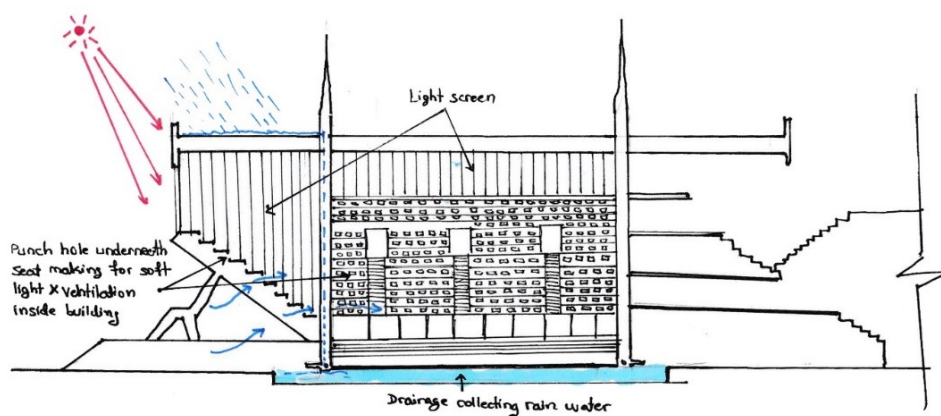 Light screen
Punch hole underneath
seat making for soft
light & ventilation
inside building
Drainage collecting rain water